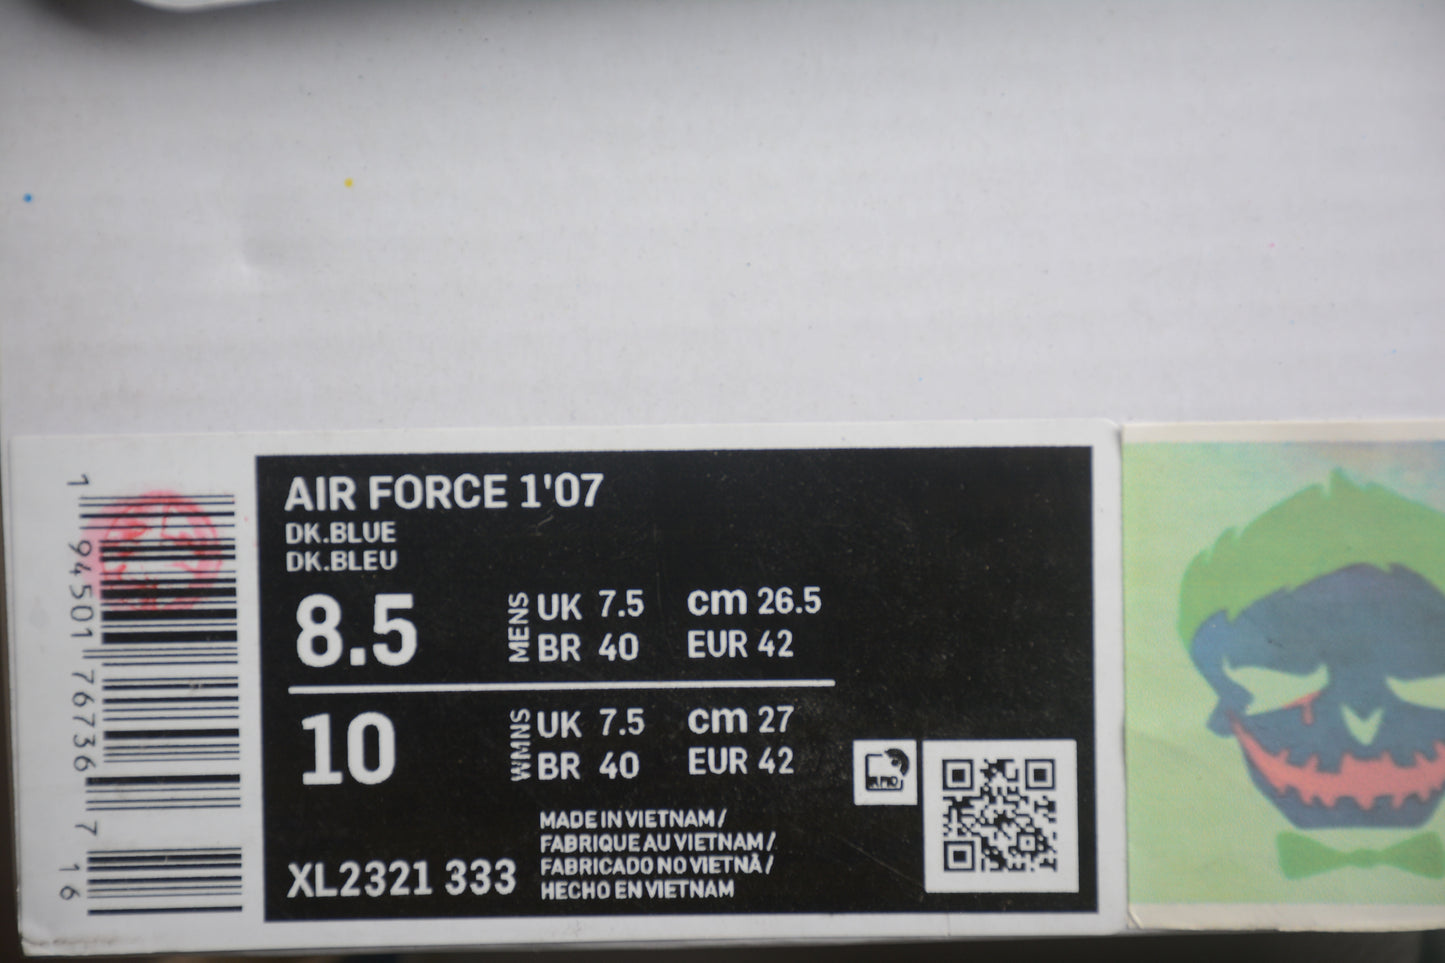 AIR FORCE 1'07
DK.BLUE
DK.BLEU
8.5 MENS UK 7.5 cm 26.5
BR 40 EUR 42
10 WMNS UK 7.5 cm 27
BR 40 EUR 42
MADE IN VIETNAM/
FABRIQUE AU VIETNAM/
FABRICADO NO VIETNÃ/
HECHO EN VIETNAM
XL2321 333
1 94501 76736 7 16